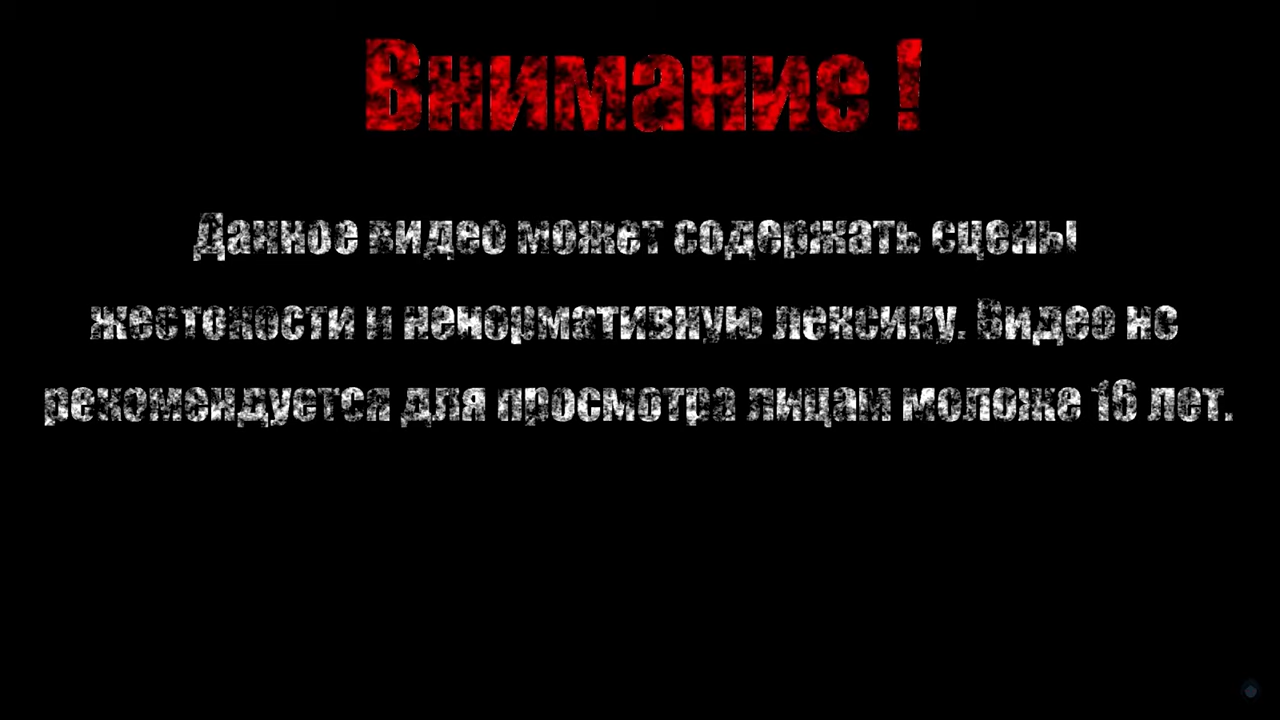 Внимание !
Данное видео может содержать сцены
жестокости и ненормативную лексику. Видео не
рекомендуется для просмотра лицам моложе 16 лет.